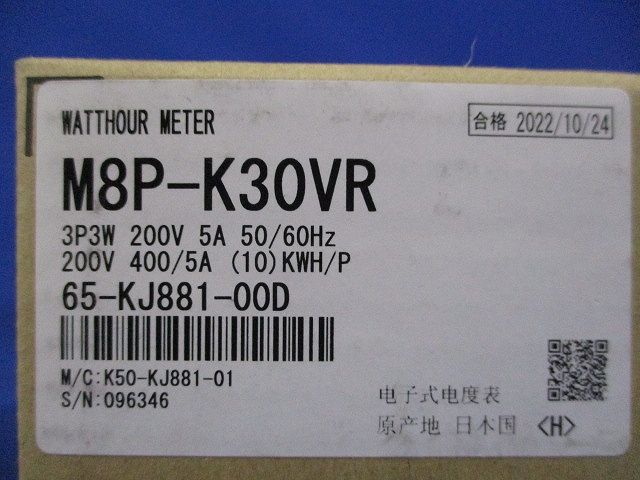 WATTHOUR METER
合格 2022/10/24
M8P-K30VR
3P3W 200V 5A 50/60Hz
200V 400/5A (10)KWH/P
65-KJ881-00D
M/C:K50-KJ881-01
S/N:096346
电子式电度表
原产地 日本国 <H>